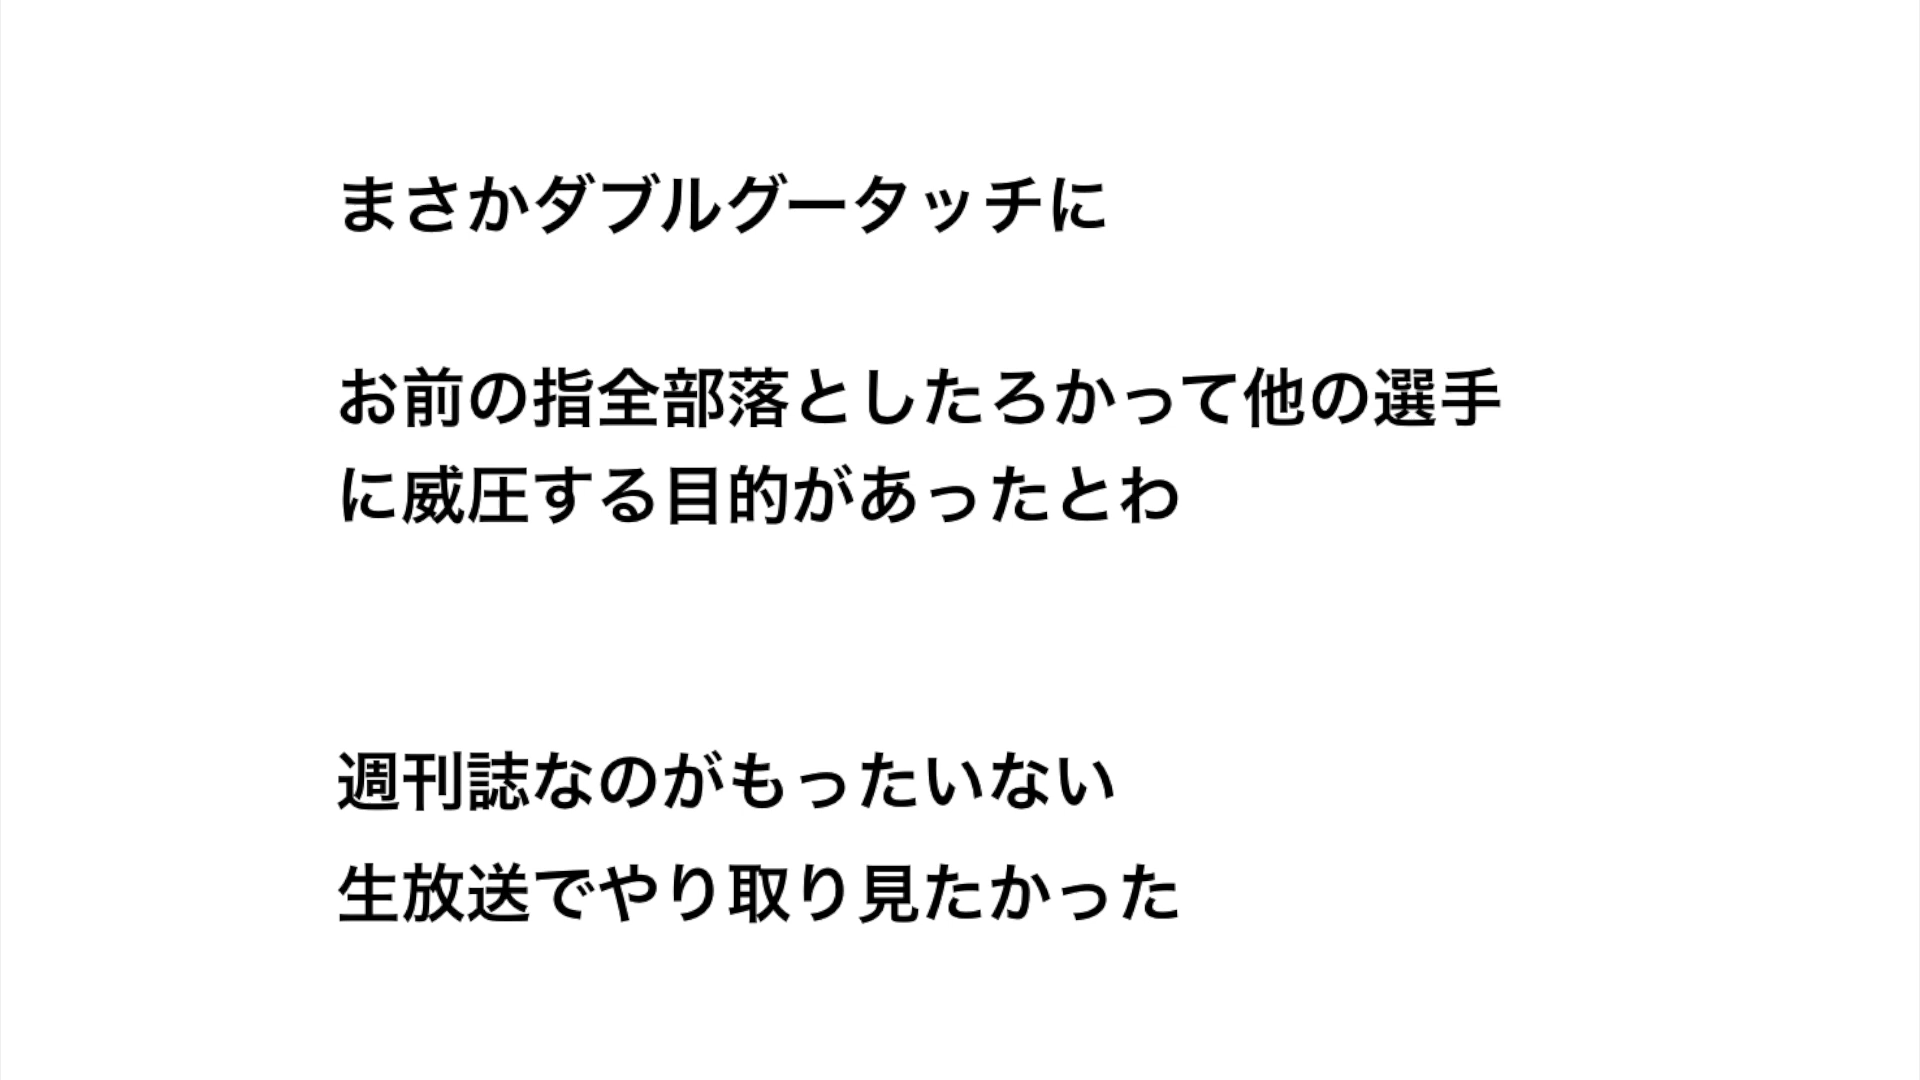 まさかダブルグータッチに
お前の指全部落としたろかって他の選手
に威圧する目的があったとわ
週刊誌なのがもったいない
生放送でやり取り見たかった